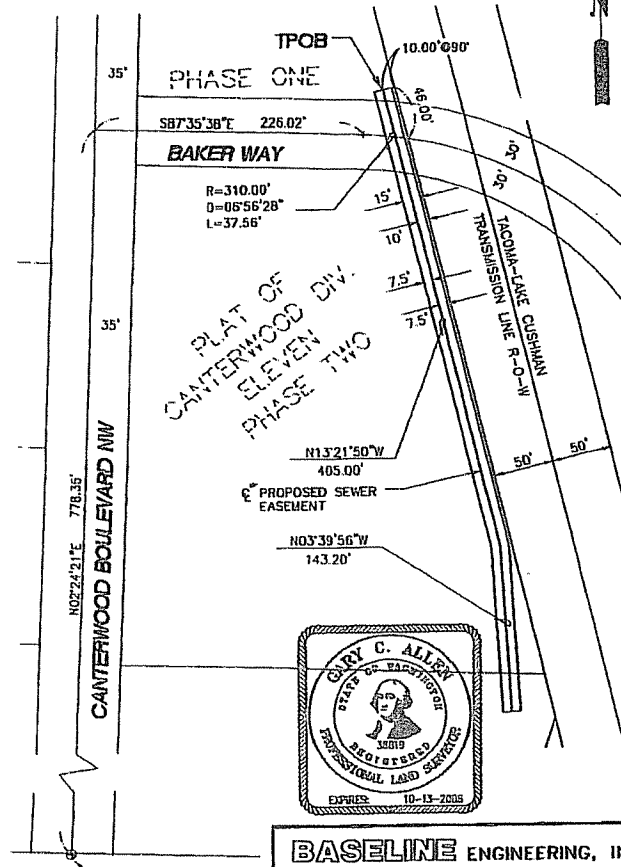 N
TPOB
10.00'@90°
35'
PHASE ONE
46.00'
S87°35'38"E 226.02'
BAKER WAY
30'
30'
R=310.00'
D=06°56'28"
L=37.56'
15'
10'
7.5'
7.5'
TACOMA-LAKE CUSHMAN
TRANSMISSION LINE R-O-W
PLAT OF
CANTERWOOD DIV.
ELEVEN
PHASE TWO
35'
N13°21'50"W
405.00'
50'
50'
PROPOSED SEWER
EASEMENT
N03°39'56"W
143.20'
N02°24'21"E 778.35'
CANTERWOOD BOULEVARD NW
GARY C. ALLEN
STATE OF WASHINGTON
38819
REGISTERED
PROFESSIONAL LAND SURVEYOR
EXPIRES: 10-13-2008
BASELINE ENGINEERING, IN